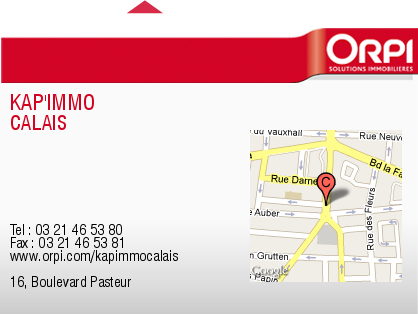 ORPI
SOLUTIONS IMMOBILIÈRES
KAP'IMMO
CALAIS
du Vauxhall
Rue Neuve
Bd la Fa
Rue Darne
C
e Auber
Rue des Fleurs
n Grutten
s Papin
Google
Tel : 03 21 46 53 80
Fax : 03 21 46 53 81
www.orpi.com/kapimmocalais
16, Boulevard Pasteur